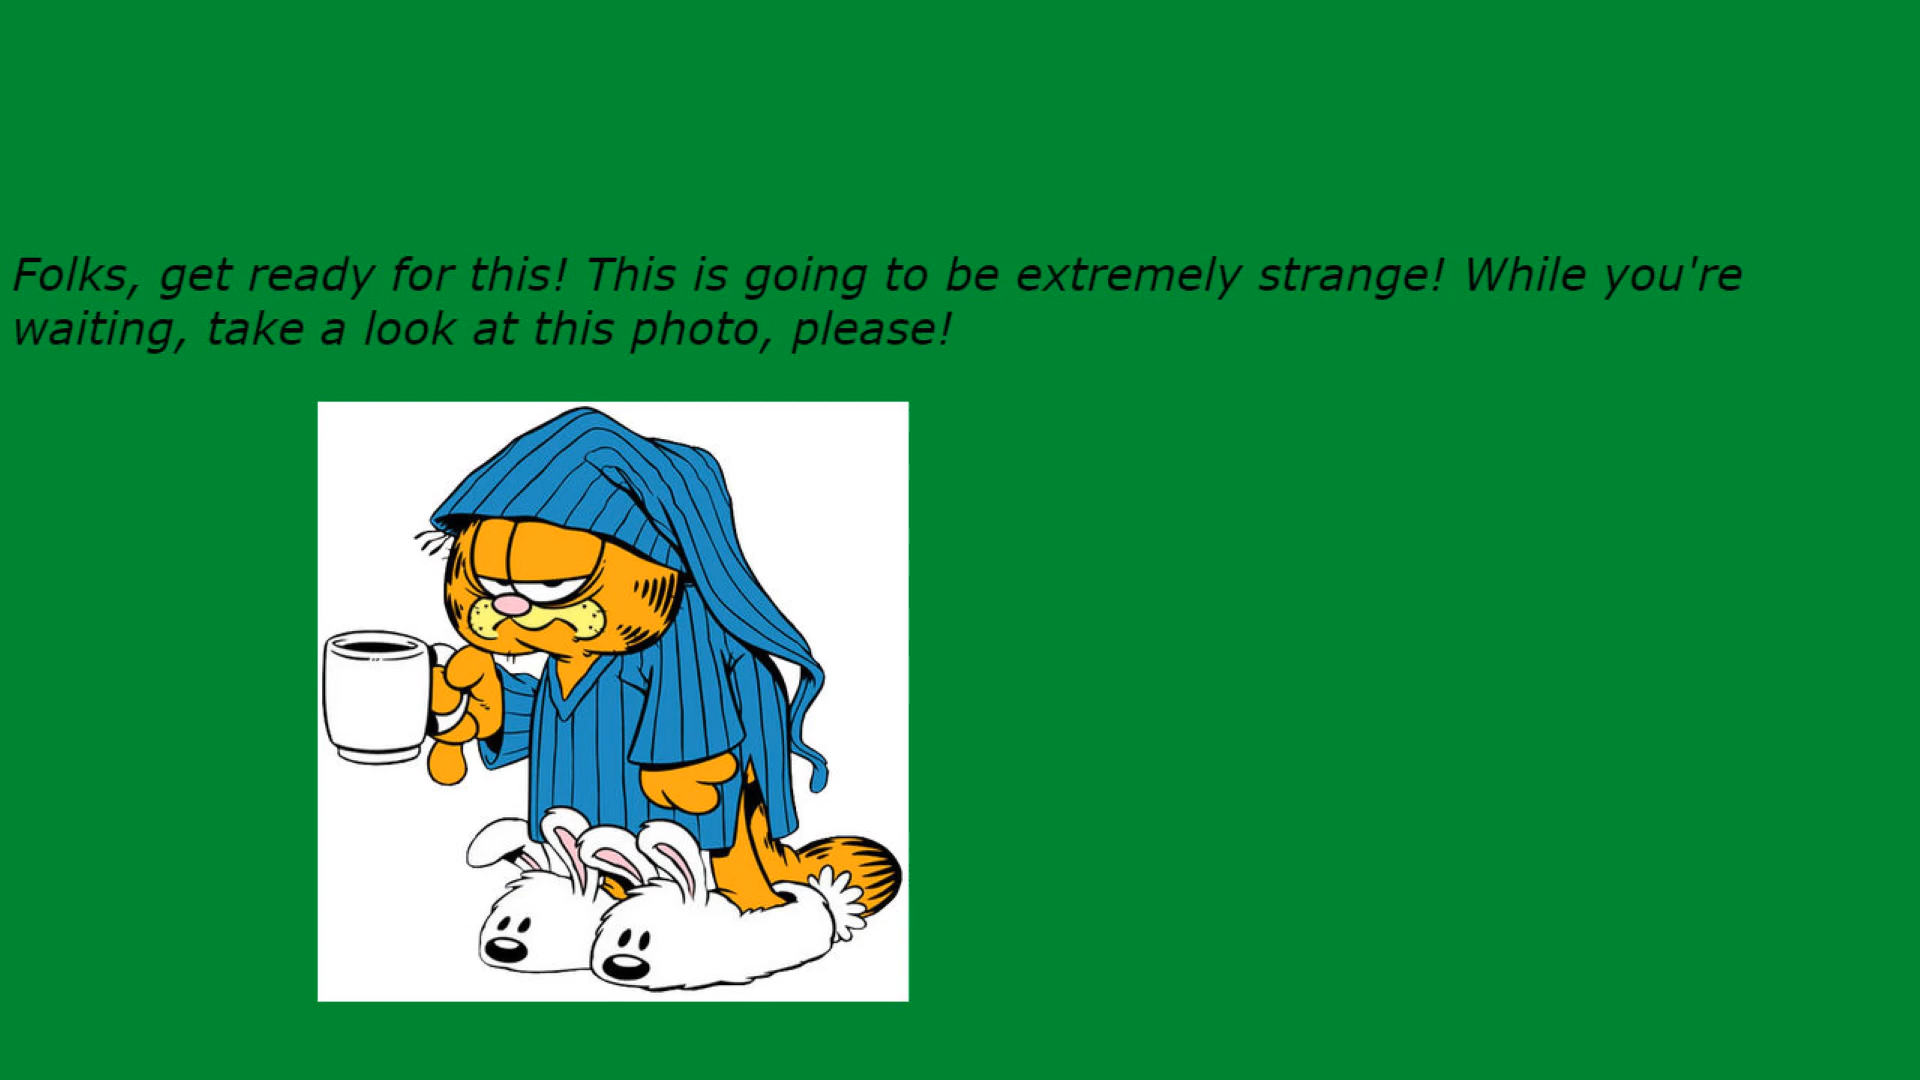 Folks, get ready for this! This is going to be extremely strange! While you're
waiting, take a look at this photo, please!